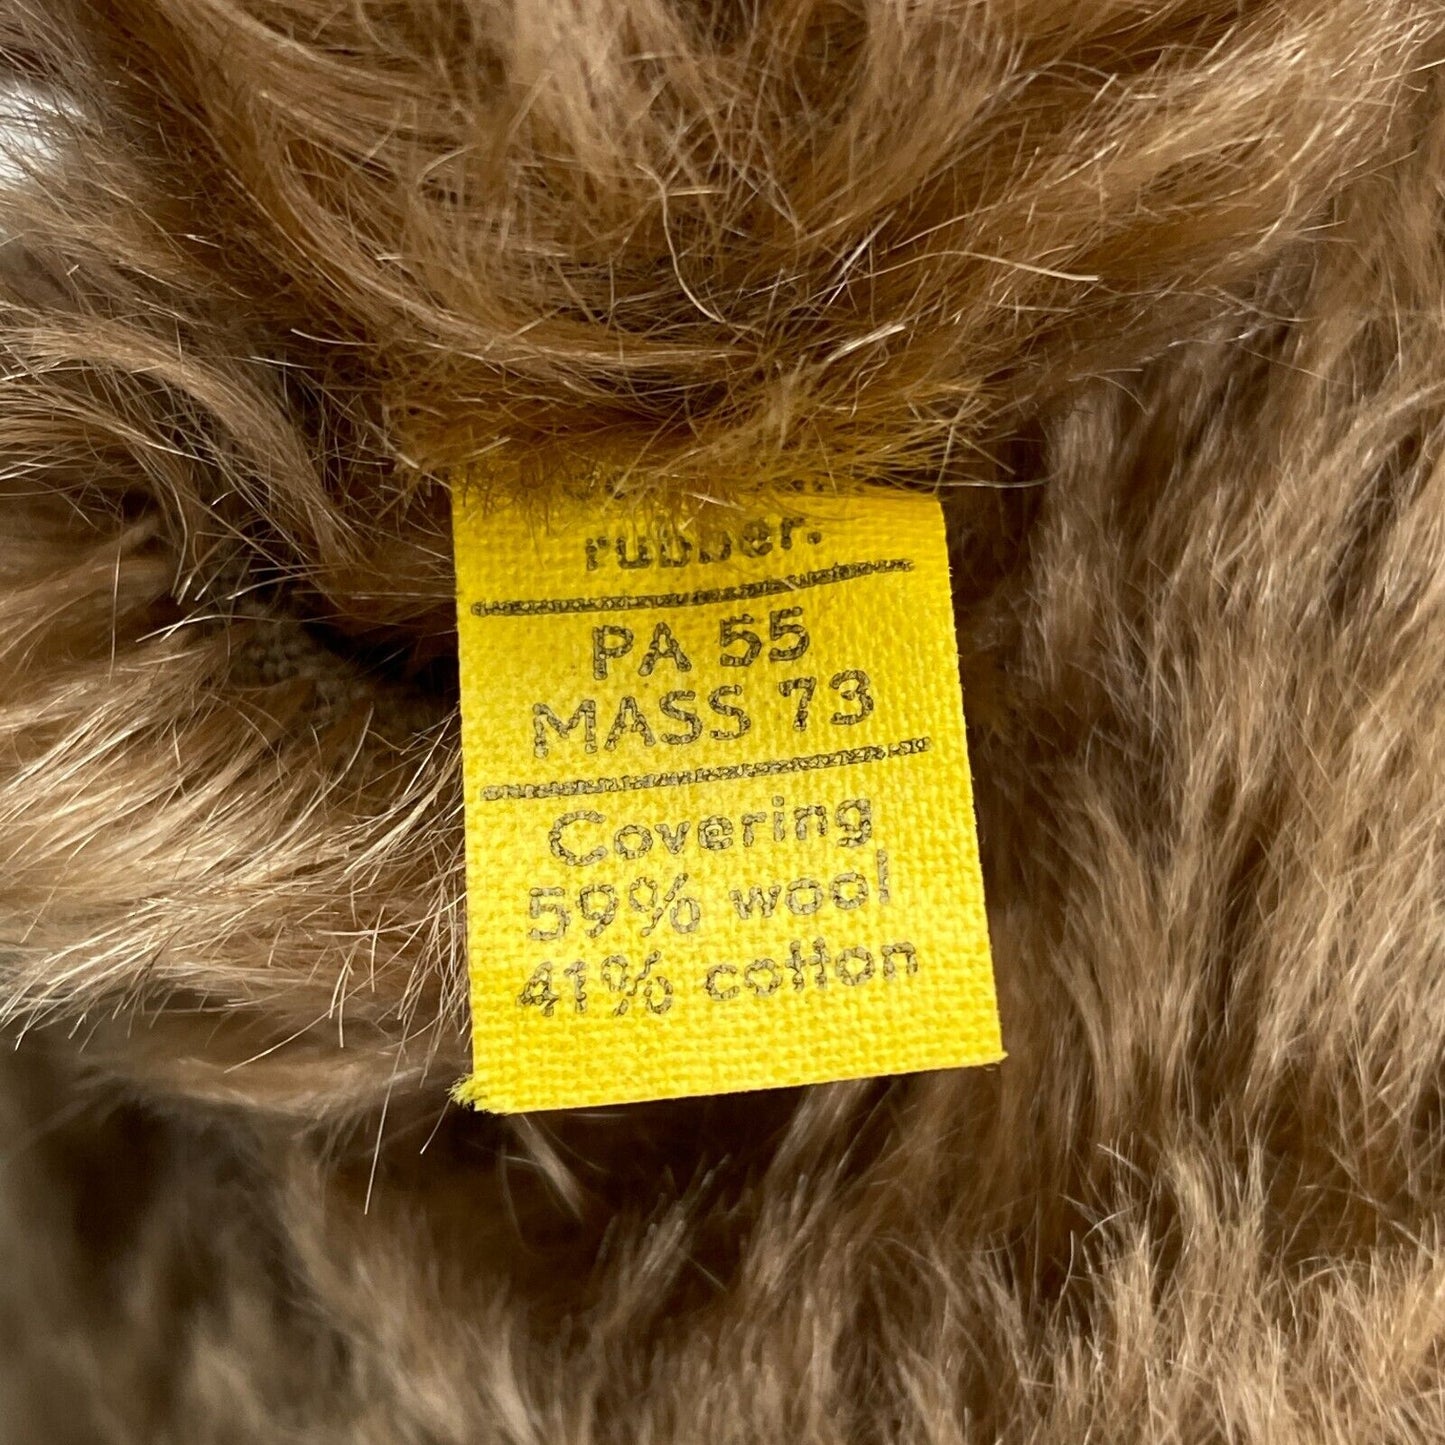 rubber.
PA 55
MASS 73
Covering
59% wool
41% cotton